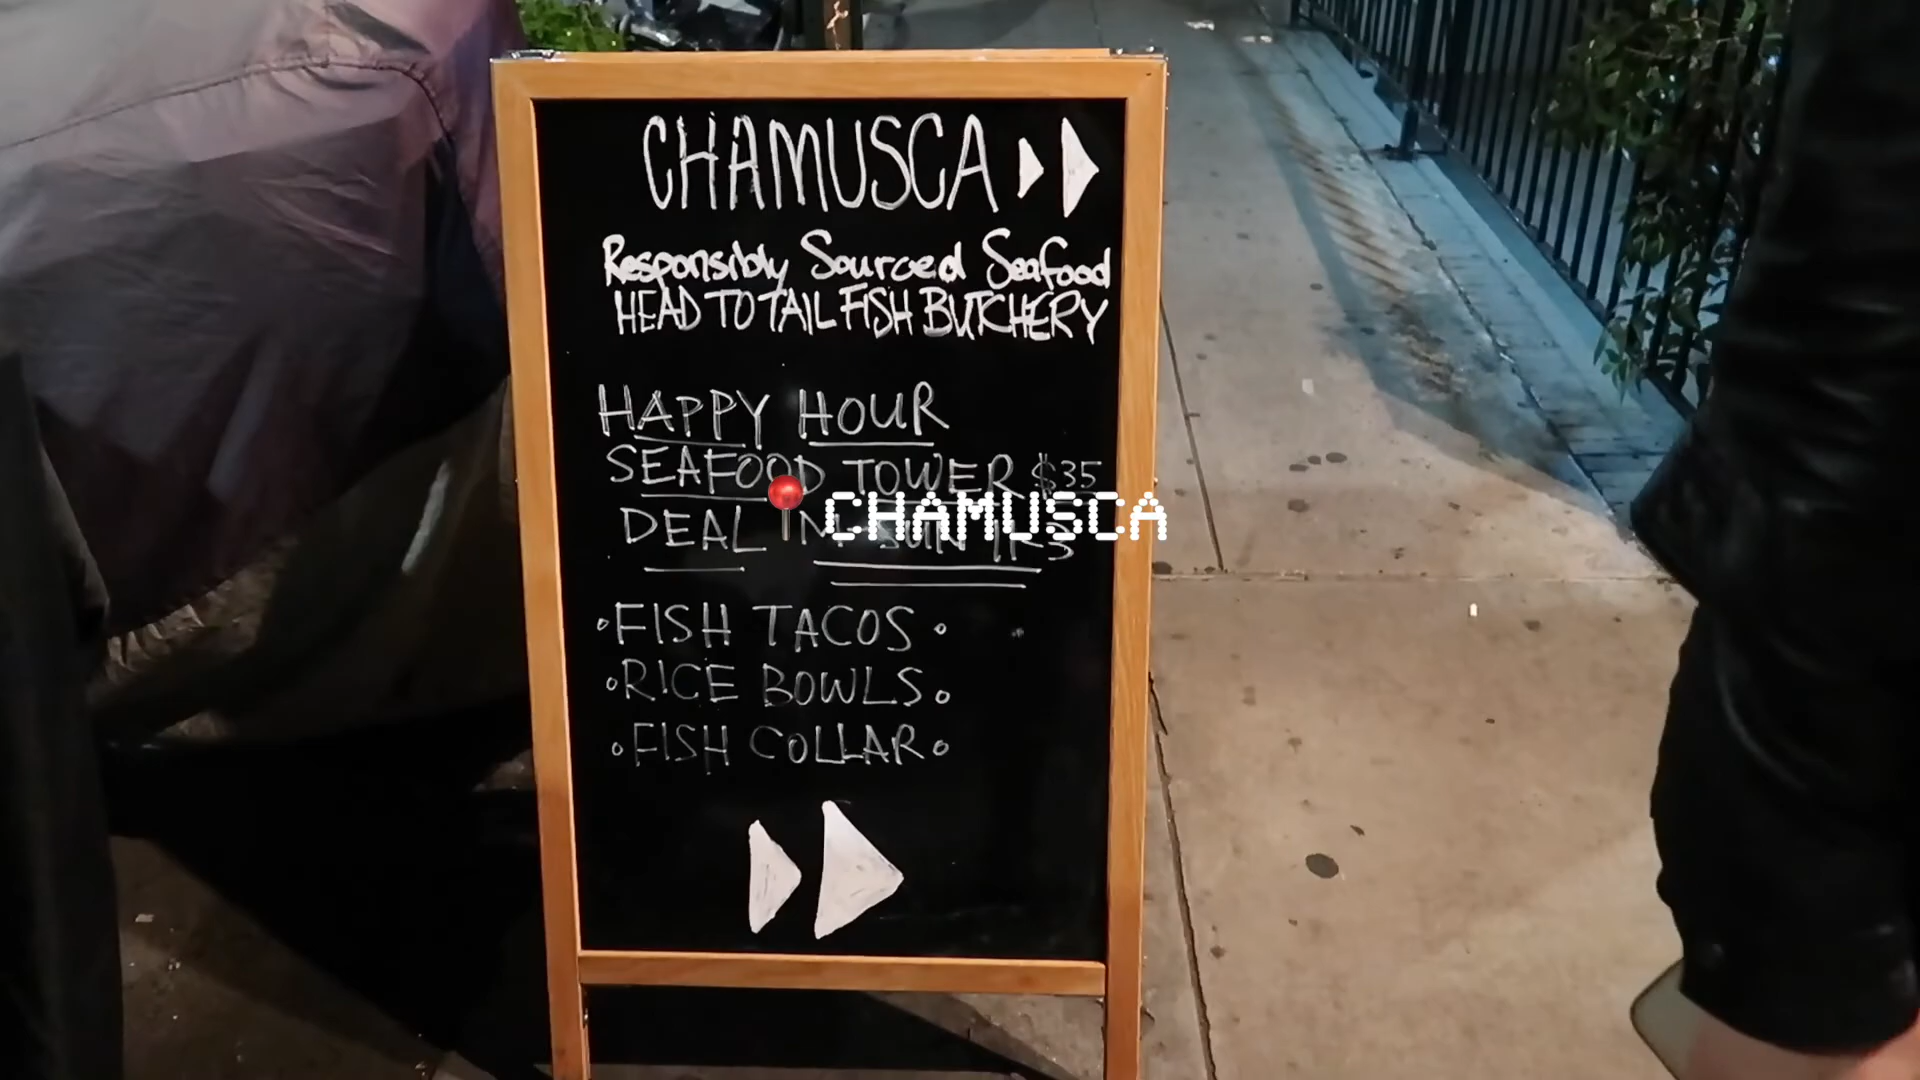 CHAMUSCA
Responsibly Sourced Seafood
HEAD TO TAIL FISH BUTCHERY
HAPPY HOUR
SEAFOOD TOWER $35
DEAL
CHAMUSCA
•FISH TACOS•
•RICE BOWLS•
•FISH COLLAR•